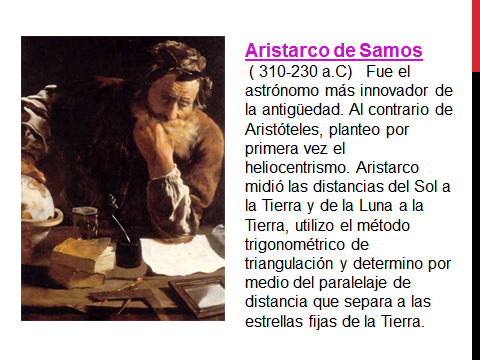 Aristarco de Samos
( 310-230 a.C) Fue el
astrónomo más innovador de
la antigüedad. Al contrario de
Aristóteles, planteo por
primera vez el
heliocentrismo. Aristarco
midió las distancias del Sol a
la Tierra y de la Luna a la
Tierra, utilizo el método
trigonométrico de
triangulación y determino por
medio del paralelaje de
distancia que separa a las
estrellas fijas de la Tierra.